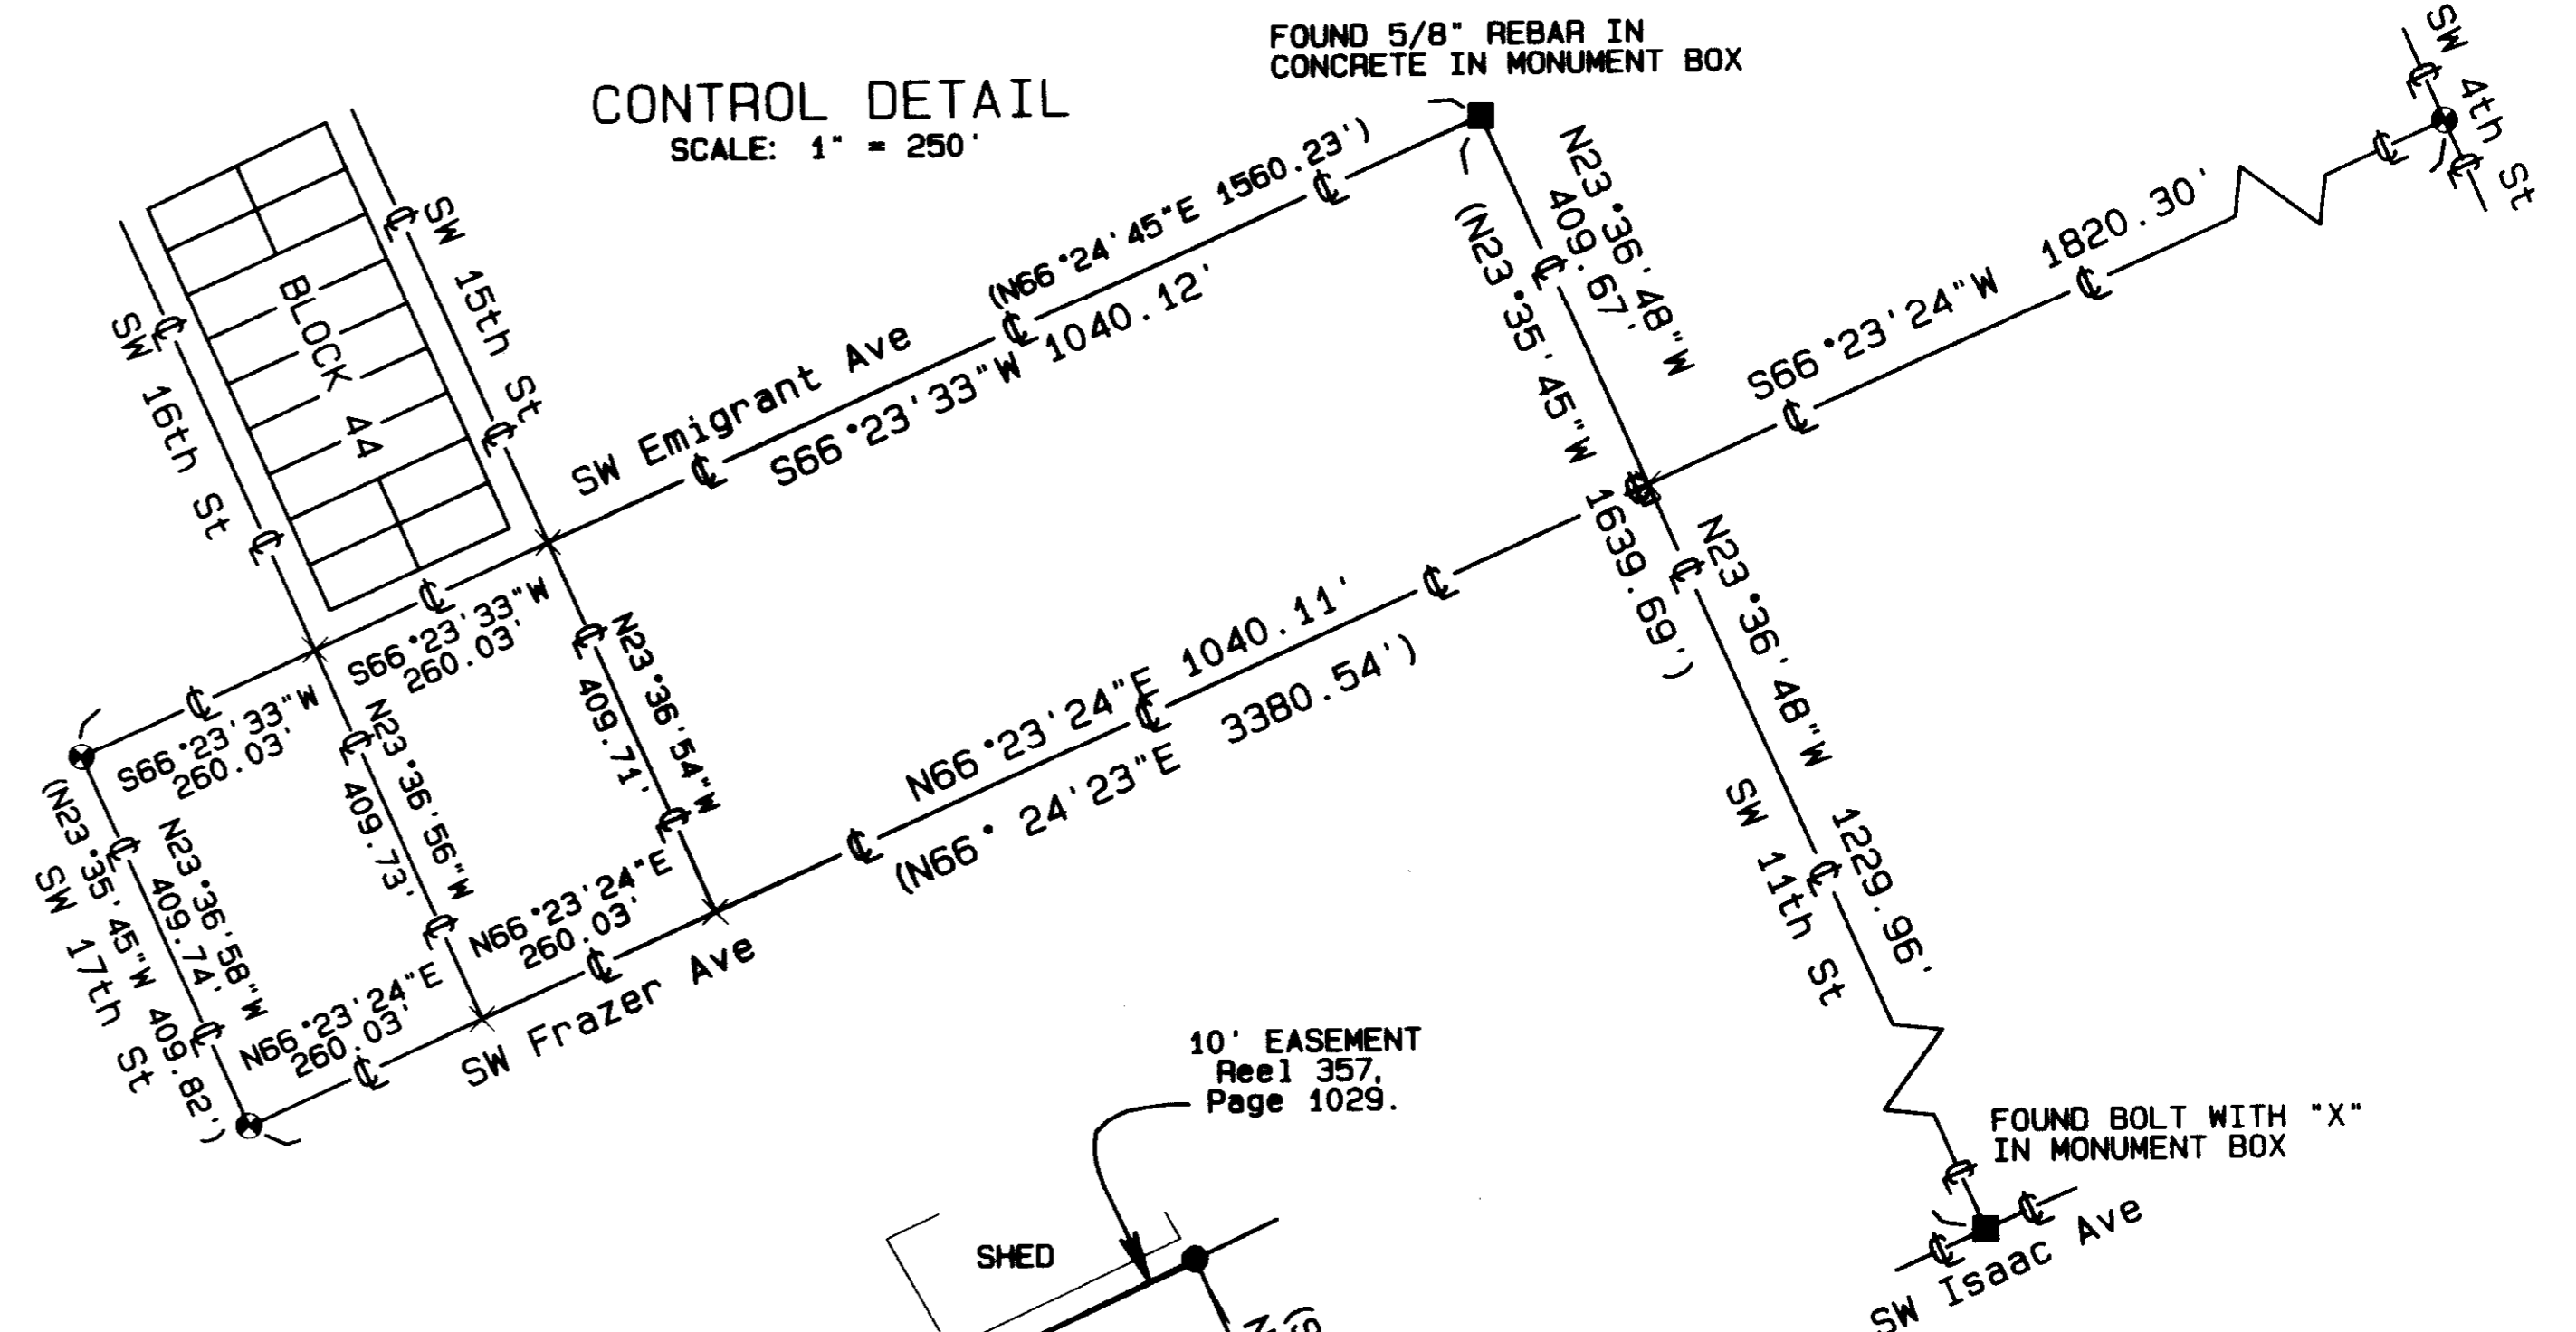 FOUND 5/8" REBAR IN
CONCRETE IN MONUMENT BOX
CONTROL DETAIL
SCALE: 1" = 250'
SW 4th St
(N66°24'45"E 1560.23')
SW Emigrant Ave
S66°23'33"W 1040.12'
N23°36'48"W
409.67'
(N23°35'45"W 1639.69')
S66°23'24"W 1820.30'
SW 15th St
BLOCK 44
SW 16th St
S66°23'33"W
260.03'
S66°23'33"W
260.03'
N23°36'54"W
409.71'
N23°36'56"W
409.73'
N23°36'58"W
409.74'
(N23°35'45"W 409.82')
SW 17th St
N66°23'24"E
260.03'
N66°23'24"E
260.03'
SW Frazer Ave
N66°23'24"E 1040.11'
(N66° 24'23"E 3380.54')
N23°36'48"W 1229.96'
SW 11th St
10' EASEMENT
Reel 357,
Page 1029.
SHED
FOUND BOLT WITH "X"
IN MONUMENT BOX
SW Isaac Ave